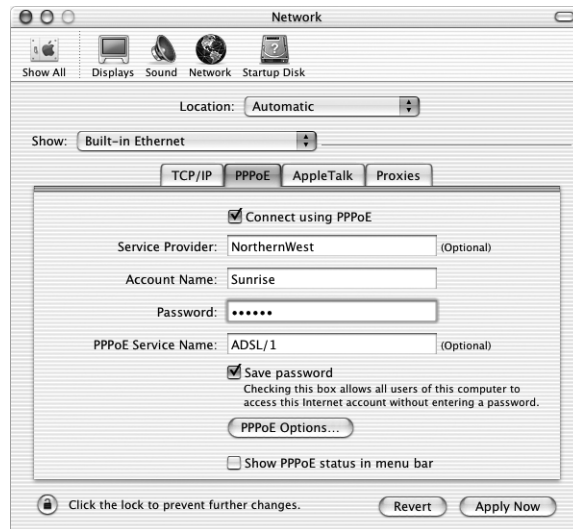 Network
Show All Displays Sound Network Startup Disk
Location: Automatic
Show: Built-in Ethernet
TCP/IP PPPoE AppleTalk Proxies
Connect using PPPoE
Service Provider: NorthernWest (Optional)
Account Name: Sunrise
Password: ••••••
PPPoE Service Name: ADSL/1 (Optional)
Save password
Checking this box allows all users of this computer to
access this Internet account without entering a password.
PPPoE Options...
Show PPPoE status in menu bar
Click the lock to prevent further changes. Revert Apply Now